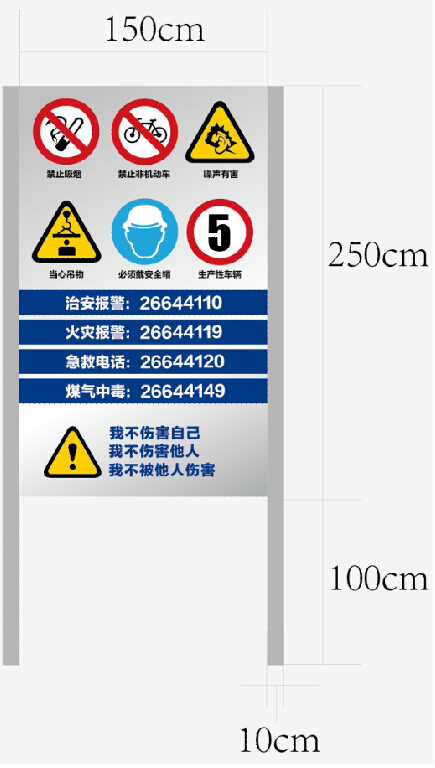 150cm
禁止吸烟 禁止非机动车 噪声有害
250cm
5
当心吊物 必须戴安全帽 生产性车辆
治安报警：26644110
火灾报警：26644119
急救电话：26644120
煤气中毒：26644149
我不伤害自己
我不伤害他人
我不被他人伤害
100cm
10cm